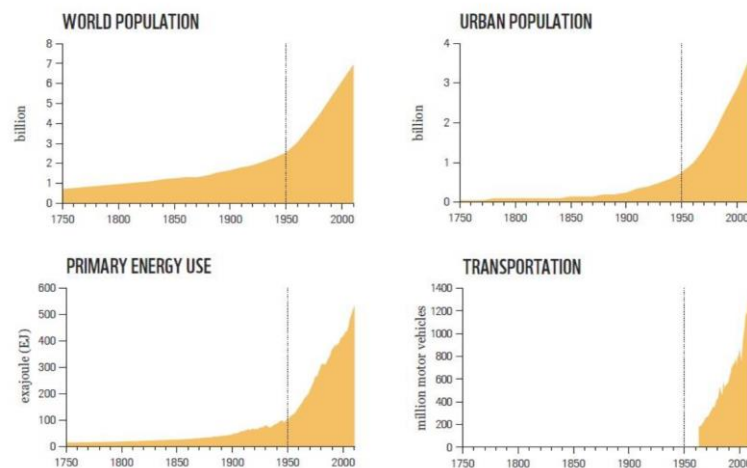 WORLD POPULATION
8
7
6
5
4
3
2
1
0
billion
1750 1800 1850 1900 1950 2000
URBAN POPULATION
4
3
2
1
0
billion
1750 1800 1850 1900 1950 2000
PRIMARY ENERGY USE
600
500
400
300
200
100
0
exajoule (EJ)
1750 1800 1850 1900 1950 2000
TRANSPORTATION
1400
1200
1000
800
600
400
200
0
million motor vehicles
1750 1800 1850 1900 1950 2000